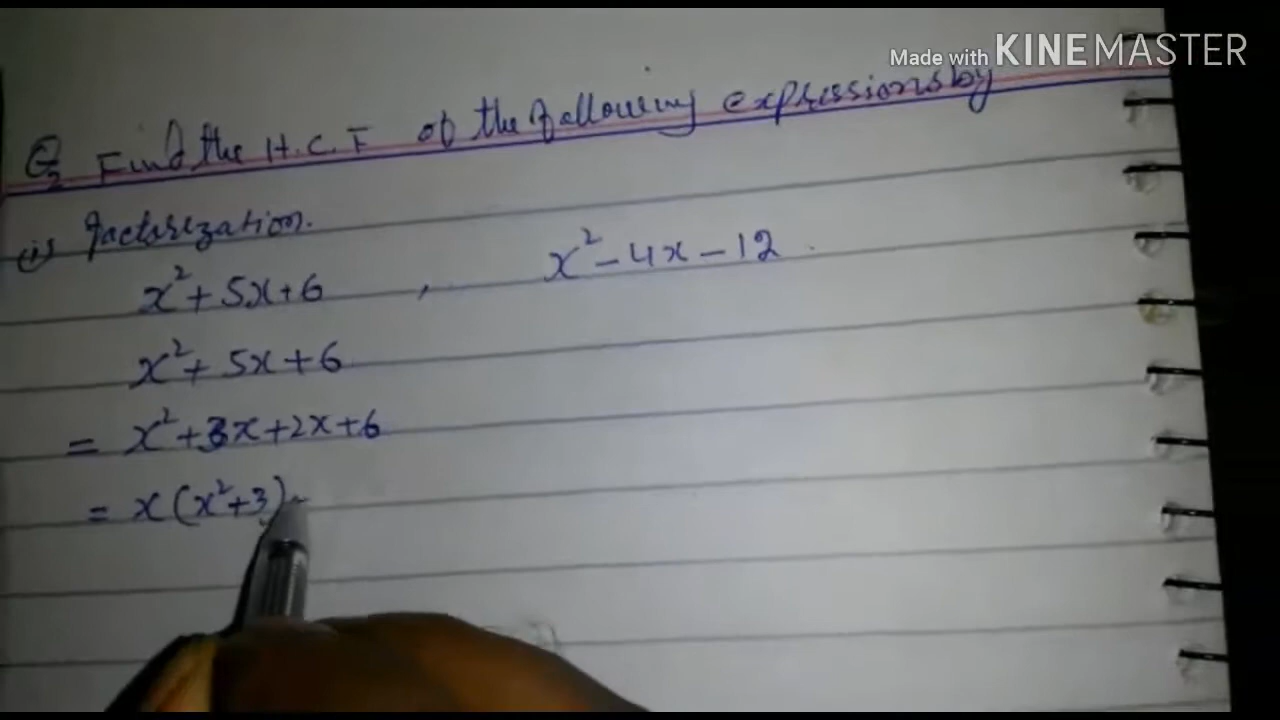 Made with KINEMASTER
Q2 Find the H.C.F of the following expressions by
(i) factorization.
x²+5x+6 , x²-4x-12.
x²+5x+6
= x²+3x+2x+6
= x(x²+3)